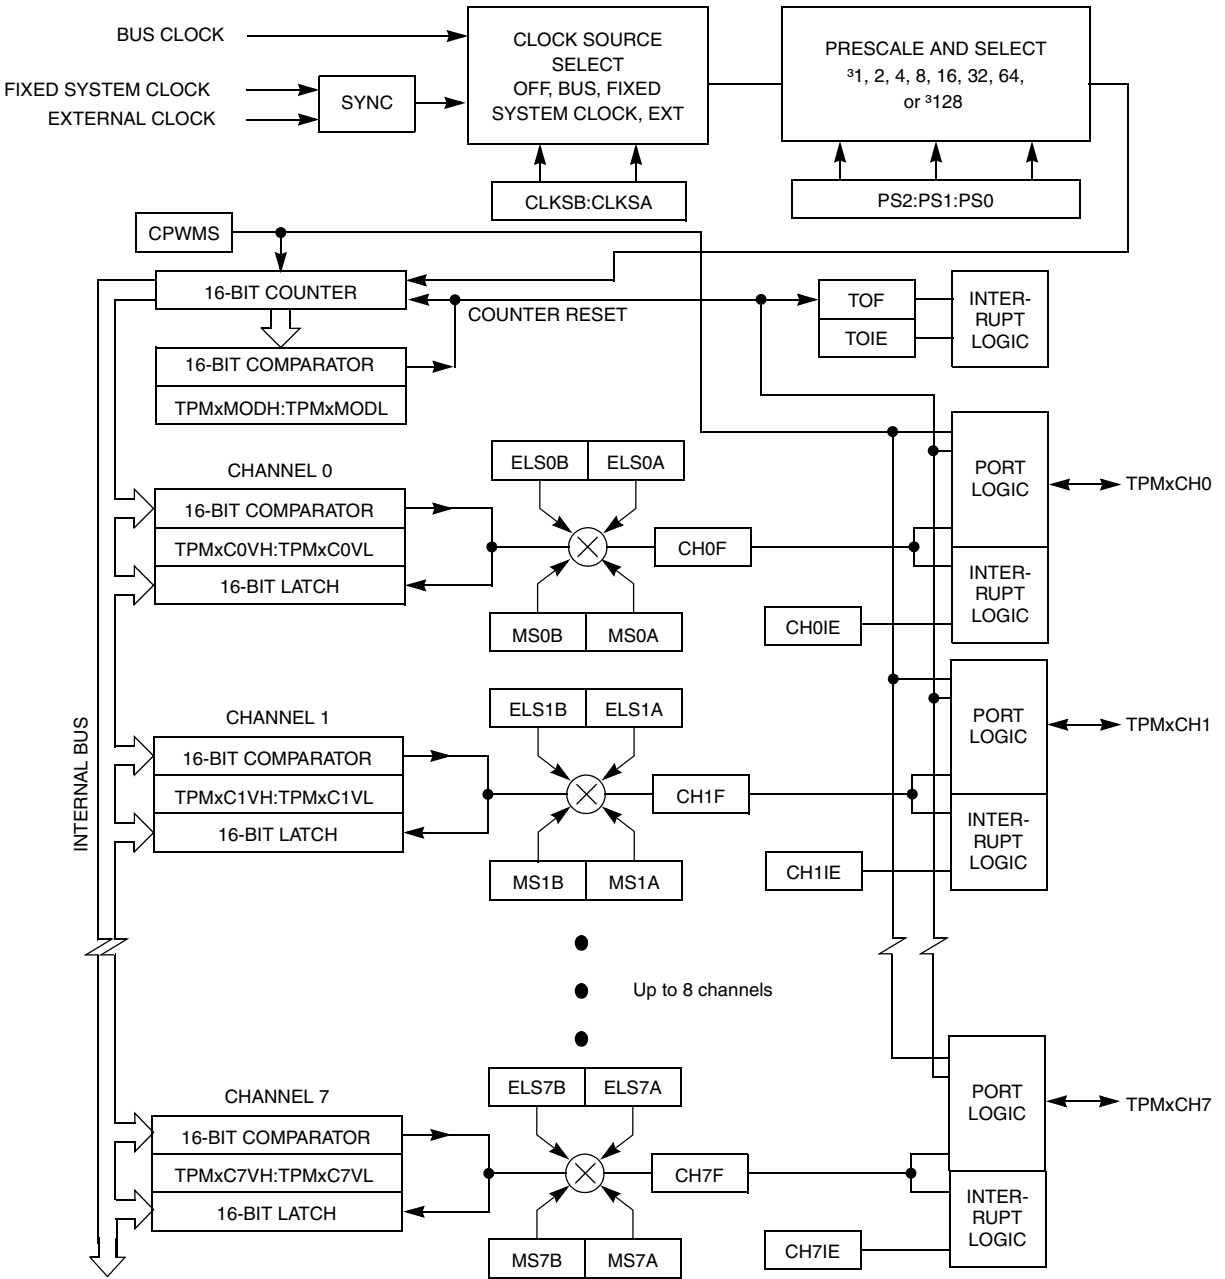 BUS CLOCK
FIXED SYSTEM CLOCK
EXTERNAL CLOCK
SYNC
CLOCK SOURCE
SELECT
OFF, BUS, FIXED
SYSTEM CLOCK, EXT
PRESCALE AND SELECT
³1, 2, 4, 8, 16, 32, 64,
or ³128
CLKSB:CLKSA
PS2:PS1:PS0
CPWMS
16-BIT COUNTER
COUNTER RESET
TOF
TOIE
INTER-
RUPT
LOGIC
16-BIT COMPARATOR
TPMxMODH:TPMxMODL
CHANNEL 0
16-BIT COMPARATOR
TPMxC0VH:TPMxC0VL
16-BIT LATCH
ELS0B
ELS0A
CH0F
MS0B
MS0A
CH0IE
PORT
LOGIC
INTER-
RUPT
LOGIC
TPMxCH0
INTERNAL BUS
CHANNEL 1
16-BIT COMPARATOR
TPMxC1VH:TPMxC1VL
16-BIT LATCH
ELS1B
ELS1A
CH1F
MS1B
MS1A
CH1IE
PORT
LOGIC
INTER-
RUPT
LOGIC
TPMxCH1
Up to 8 channels
CHANNEL 7
16-BIT COMPARATOR
TPMxC7VH:TPMxC7VL
16-BIT LATCH
ELS7B
ELS7A
CH7F
MS7B
MS7A
CH7IE
PORT
LOGIC
INTER-
RUPT
LOGIC
TPMxCH7